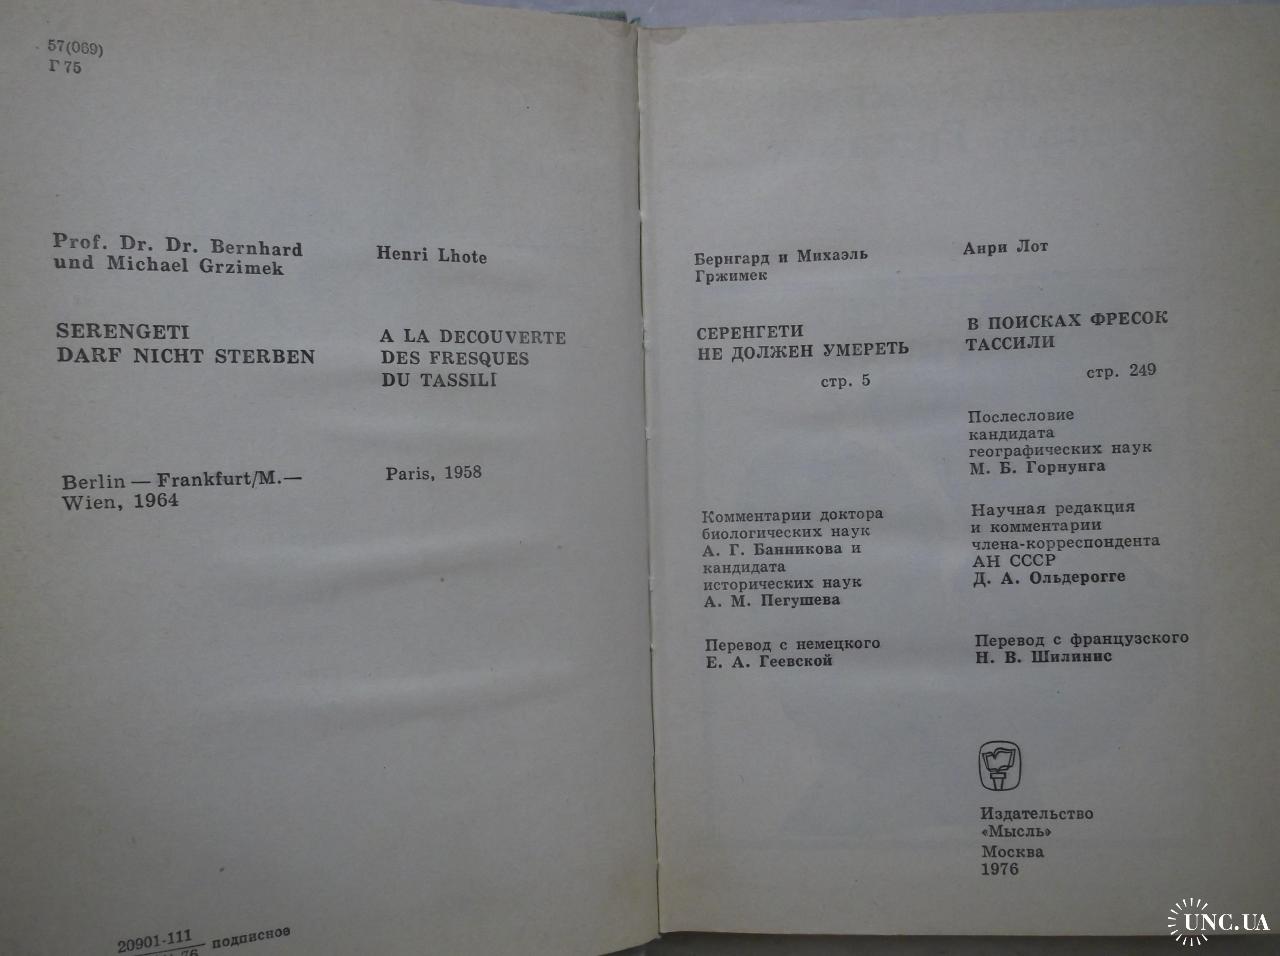 57(069)
Г 75
Prof. Dr. Dr. Bernhard
und Michael Grzimek
SERENGETI
DARF NICHT STERBEN
Berlin — Frankfurt/M.—
Wien, 1964
Henri Lhote
A LA DECOUVERTE
DES FRESQUES
DU TASSILI
Paris, 1958
20901-111
76
подписное
Бернгард и Михаэль
Гржимек
СЕРЕНГЕТИ
НЕ ДОЛЖЕН УМЕРЕТЬ
стр. 5
Комментарии доктора
биологических наук
А. Г. Банникова и
кандидата
исторических наук
А. М. Пегушева
Перевод с немецкого
Е. А. Геевской
Анри Лот
В ПОИСКАХ ФРЕСОК
ТАССИЛИ
стр. 249
Послесловие
кандидата
географических наук
М. Б. Горнунга
Научная редакция
и комментарии
члена-корреспондента
АН СССР
Д. А. Ольдерогге
Перевод с французского
Н. В. Шилинис
Издательство
«Мысль»
Москва
1976
UNC.UA